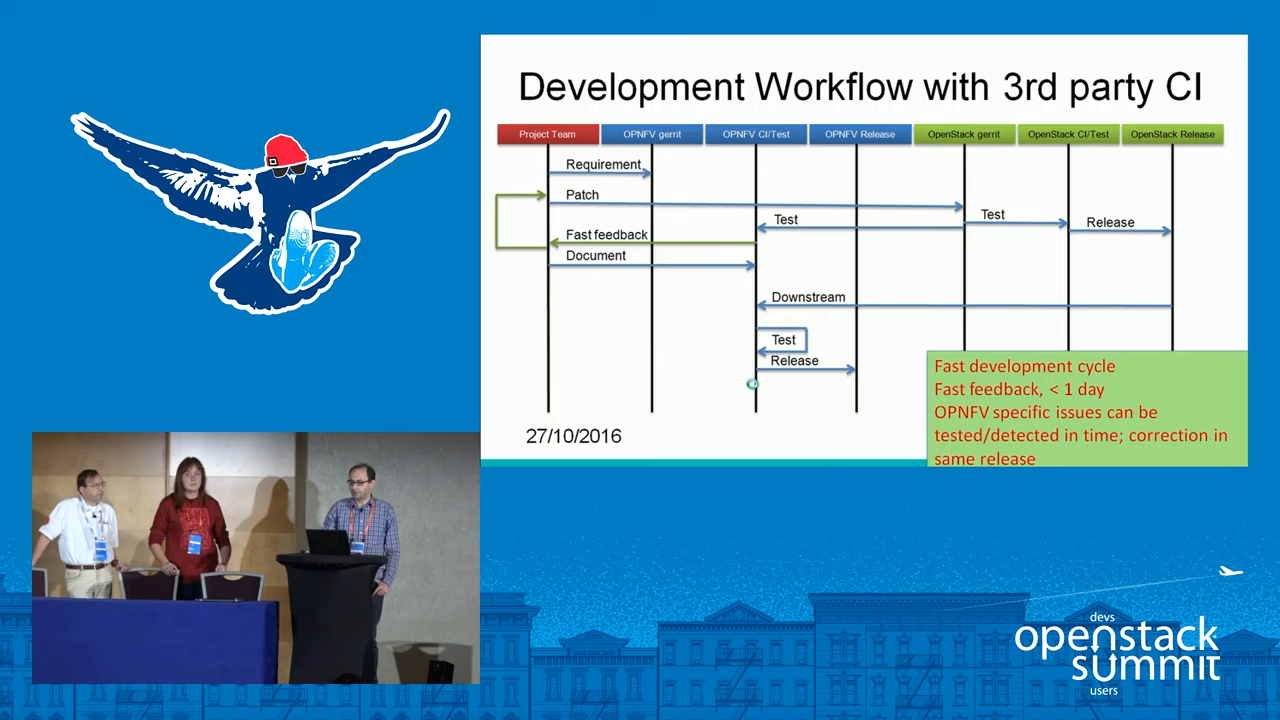 Development Workflow with 3rd party CI
Project Team
OPNFV gerrit
OPNFV CI/Test
OPNFV Release
OpenStack gerrit
OpenStack CI/Test
OpenStack Release
Requirement
Patch
Test
Test
Release
Fast feedback
Document
Downstream
Test
Release
Fast development cycle
Fast feedback, < 1 day
OPNFV specific issues can be
tested/detected in time; correction in
same release
27/10/2016
devs
openstack
summit
users